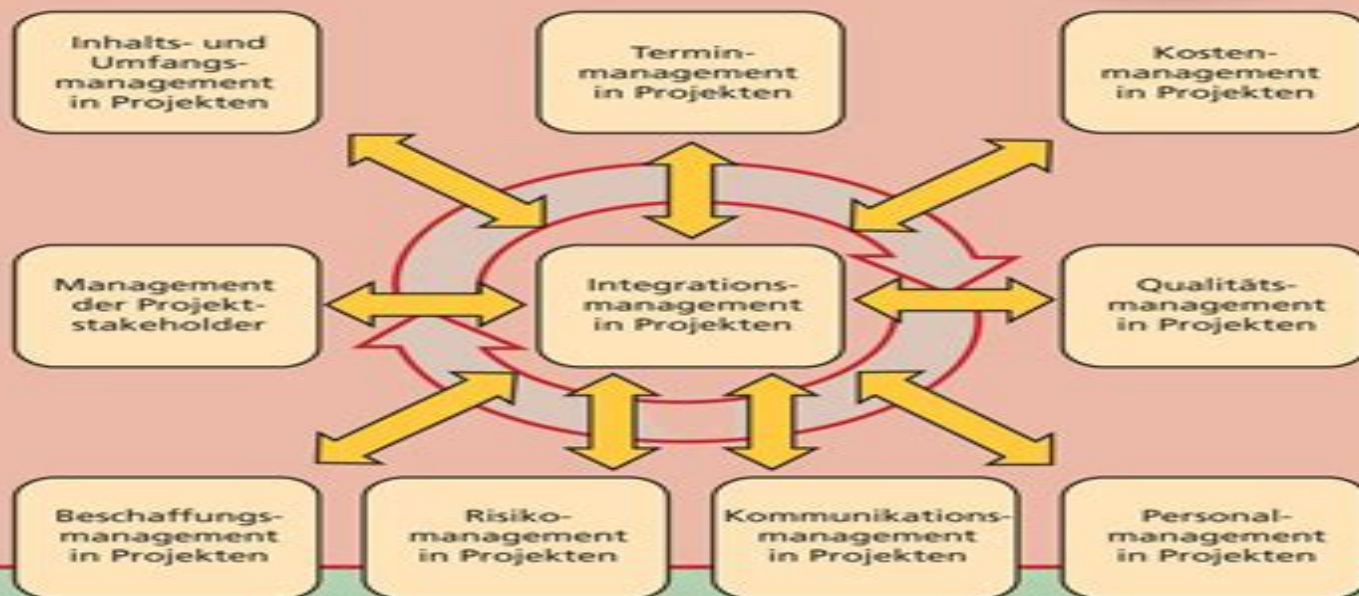 Inhalts- und
Umfangs-
management
in Projekten
Termin-
management
in Projekten
Kosten-
management
in Projekten
Management
der Projekt-
stakeholder
Integrations-
management
in Projekten
Qualitäts-
management
in Projekten
Beschaffungs-
management
in Projekten
Risiko-
management
in Projekten
Kommunikations-
management
in Projekten
Personal-
management
in Projekten